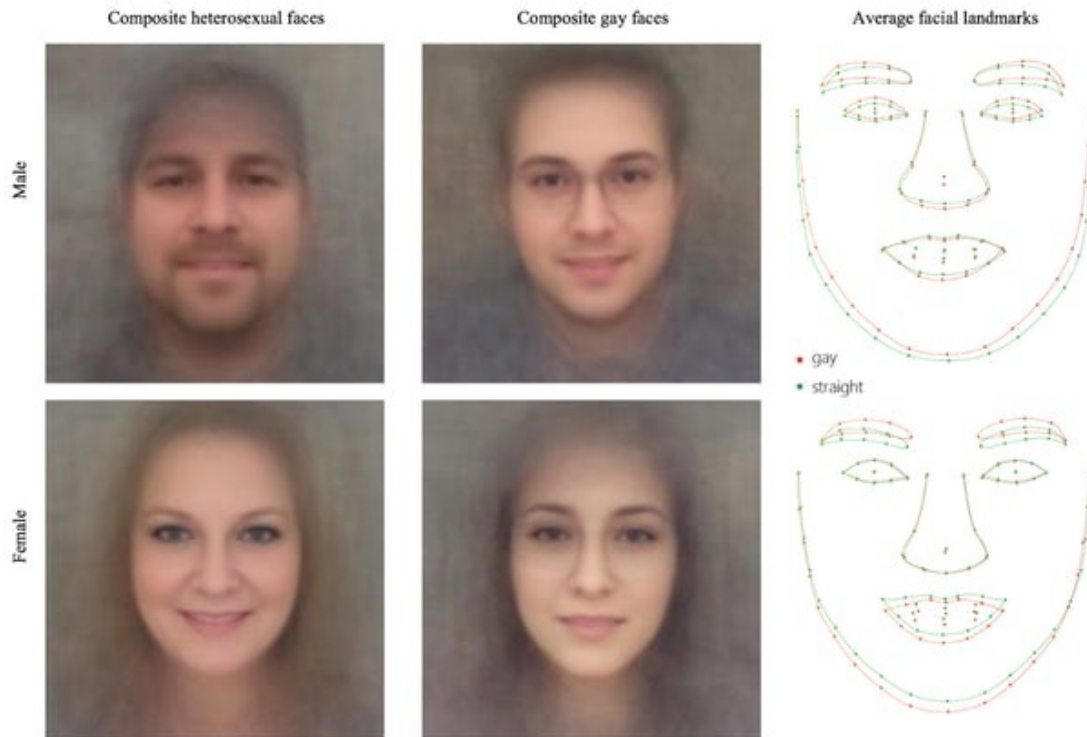 Composite heterosexual faces
Composite gay faces
Average facial landmarks
Male
gay
straight
Female